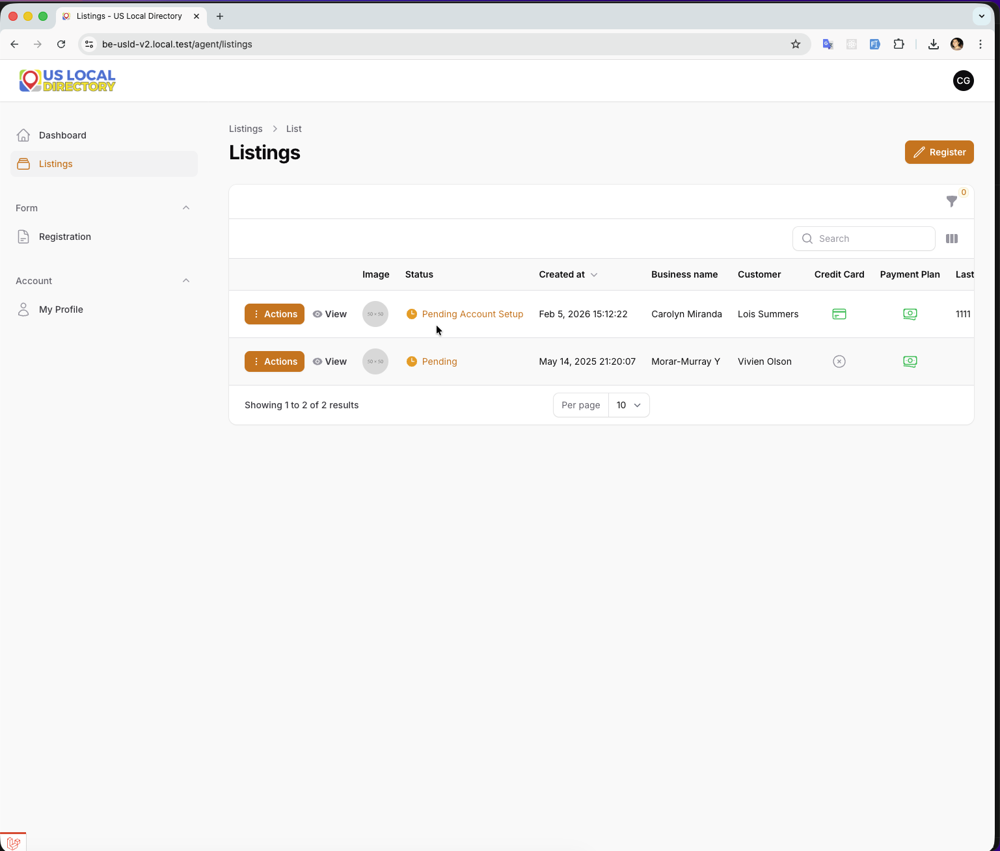 Listings - US Local Directory
be-usld-v2.local.test/agent/listings
US LOCAL
DIRECTORY
CG
Dashboard
Listings
Form
Registration
Account
My Profile
Listings > List
Listings
Register
0
Search
Image Status Created at Business name Customer Credit Card Payment Plan Last
Actions View 50 × 50 Pending Account Setup Feb 5, 2026 15:12:22 Carolyn Miranda Lois Summers 1111
Actions View 50 × 50 Pending May 14, 2025 21:20:07 Morar-Murray Y Vivien Olson
Showing 1 to 2 of 2 results
Per page 10